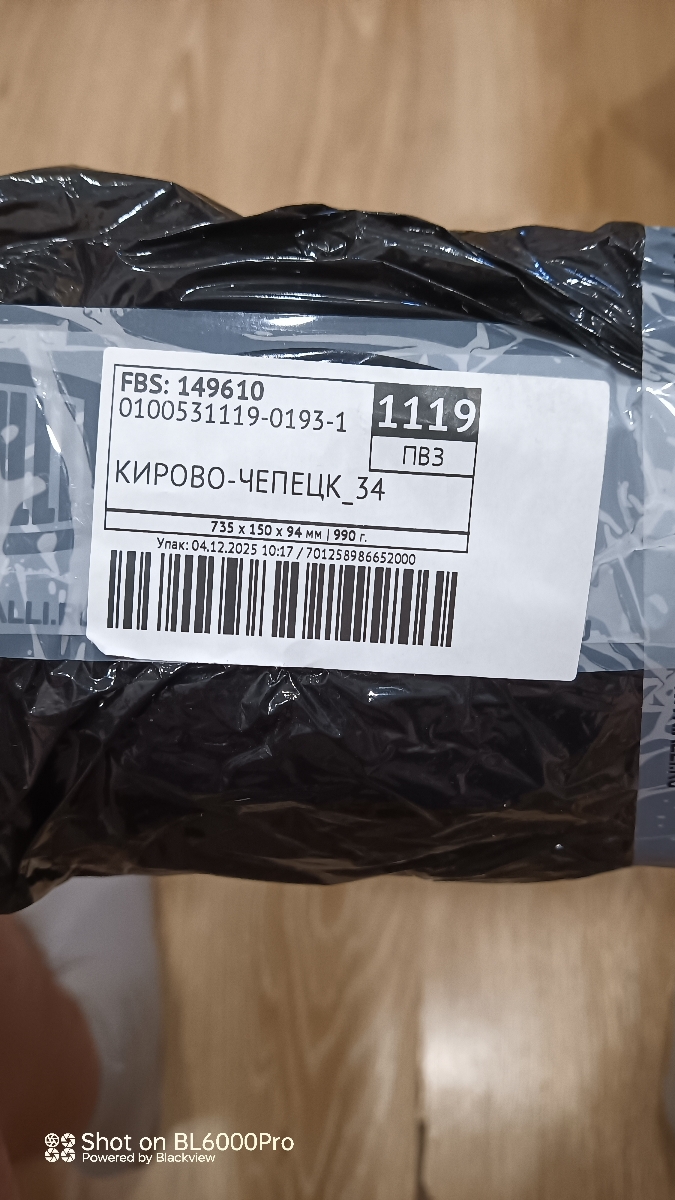 FBS: 149610
0100531119-0193-1
1119
ПВЗ
КИРОВО-ЧЕПЕЦК_34
735 x 150 x 94 мм | 990 г.
Упак: 04.12.2025 10:17 / 701258986652000
Shot on BL6000Pro
Powered by Blackview